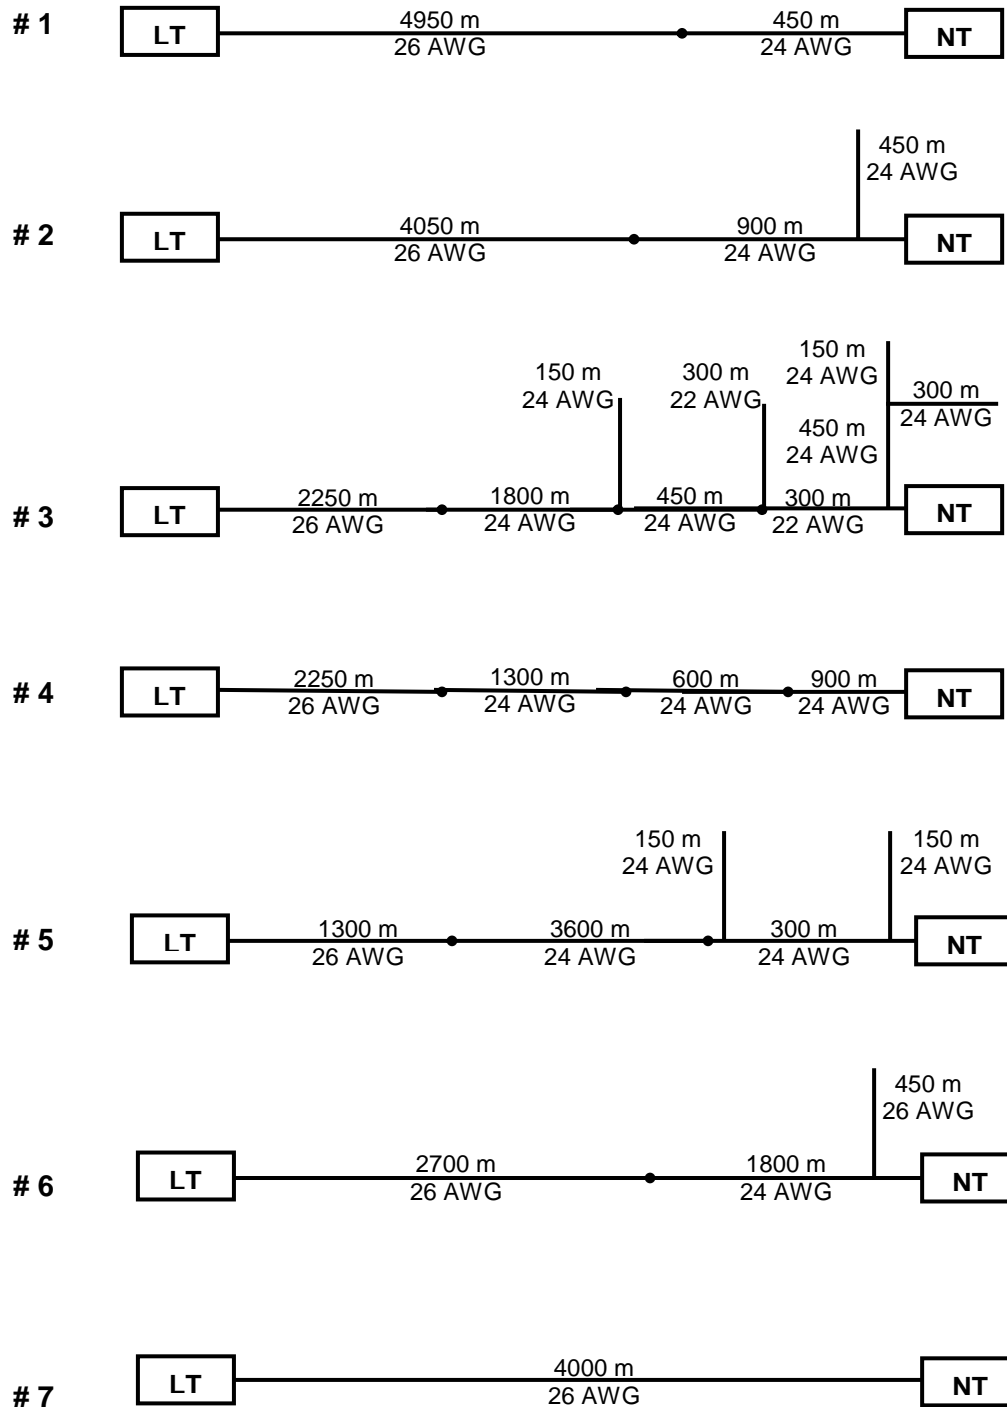 # 1
LT
4950 m
26 AWG
450 m
24 AWG
NT
450 m
24 AWG
# 2
LT
4050 m
26 AWG
900 m
24 AWG
NT
150 m
24 AWG
300 m
22 AWG
150 m
24 AWG
300 m
24 AWG
450 m
24 AWG
# 3
LT
2250 m
26 AWG
1800 m
24 AWG
450 m
24 AWG
300 m
22 AWG
NT
# 4
LT
2250 m
26 AWG
1300 m
24 AWG
600 m
24 AWG
900 m
24 AWG
NT
150 m
24 AWG
150 m
24 AWG
# 5
LT
1300 m
26 AWG
3600 m
24 AWG
300 m
24 AWG
NT
450 m
26 AWG
# 6
LT
2700 m
26 AWG
1800 m
24 AWG
NT
# 7
LT
4000 m
26 AWG
NT